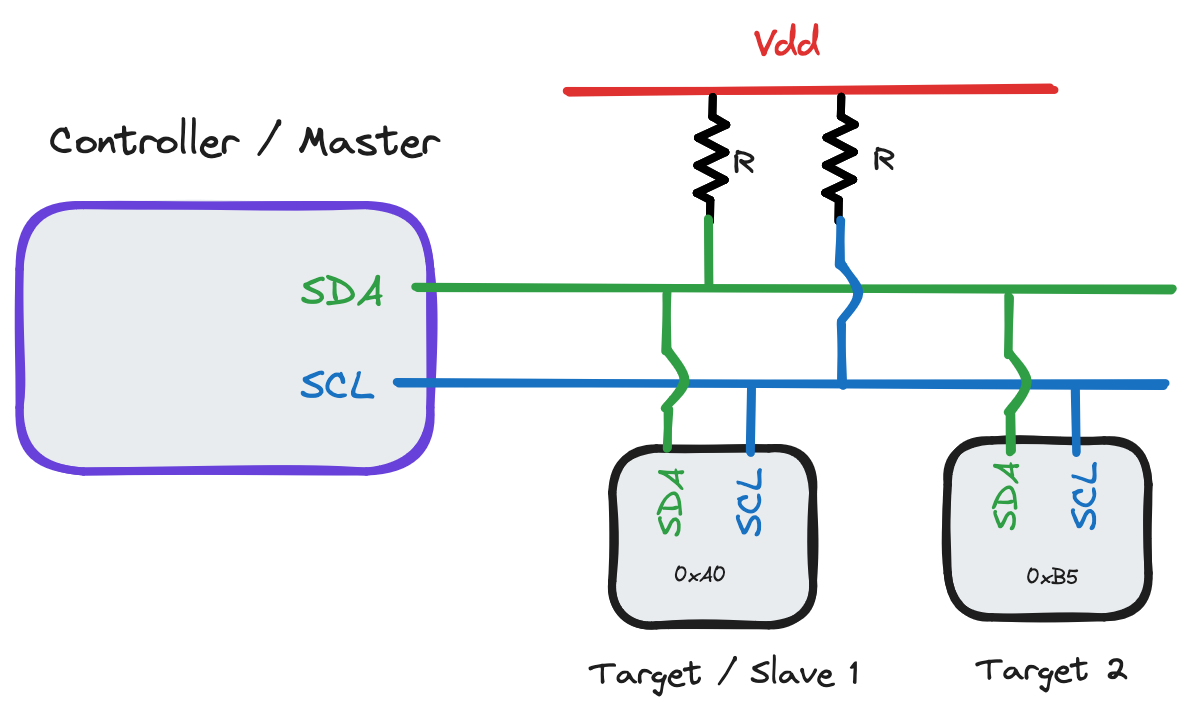 Vdd
Controller / Master
R
R
SDA
SCL
SDA
SCL
0xA0
SDA
SCL
0xB5
Target / Slave 1
Target 2